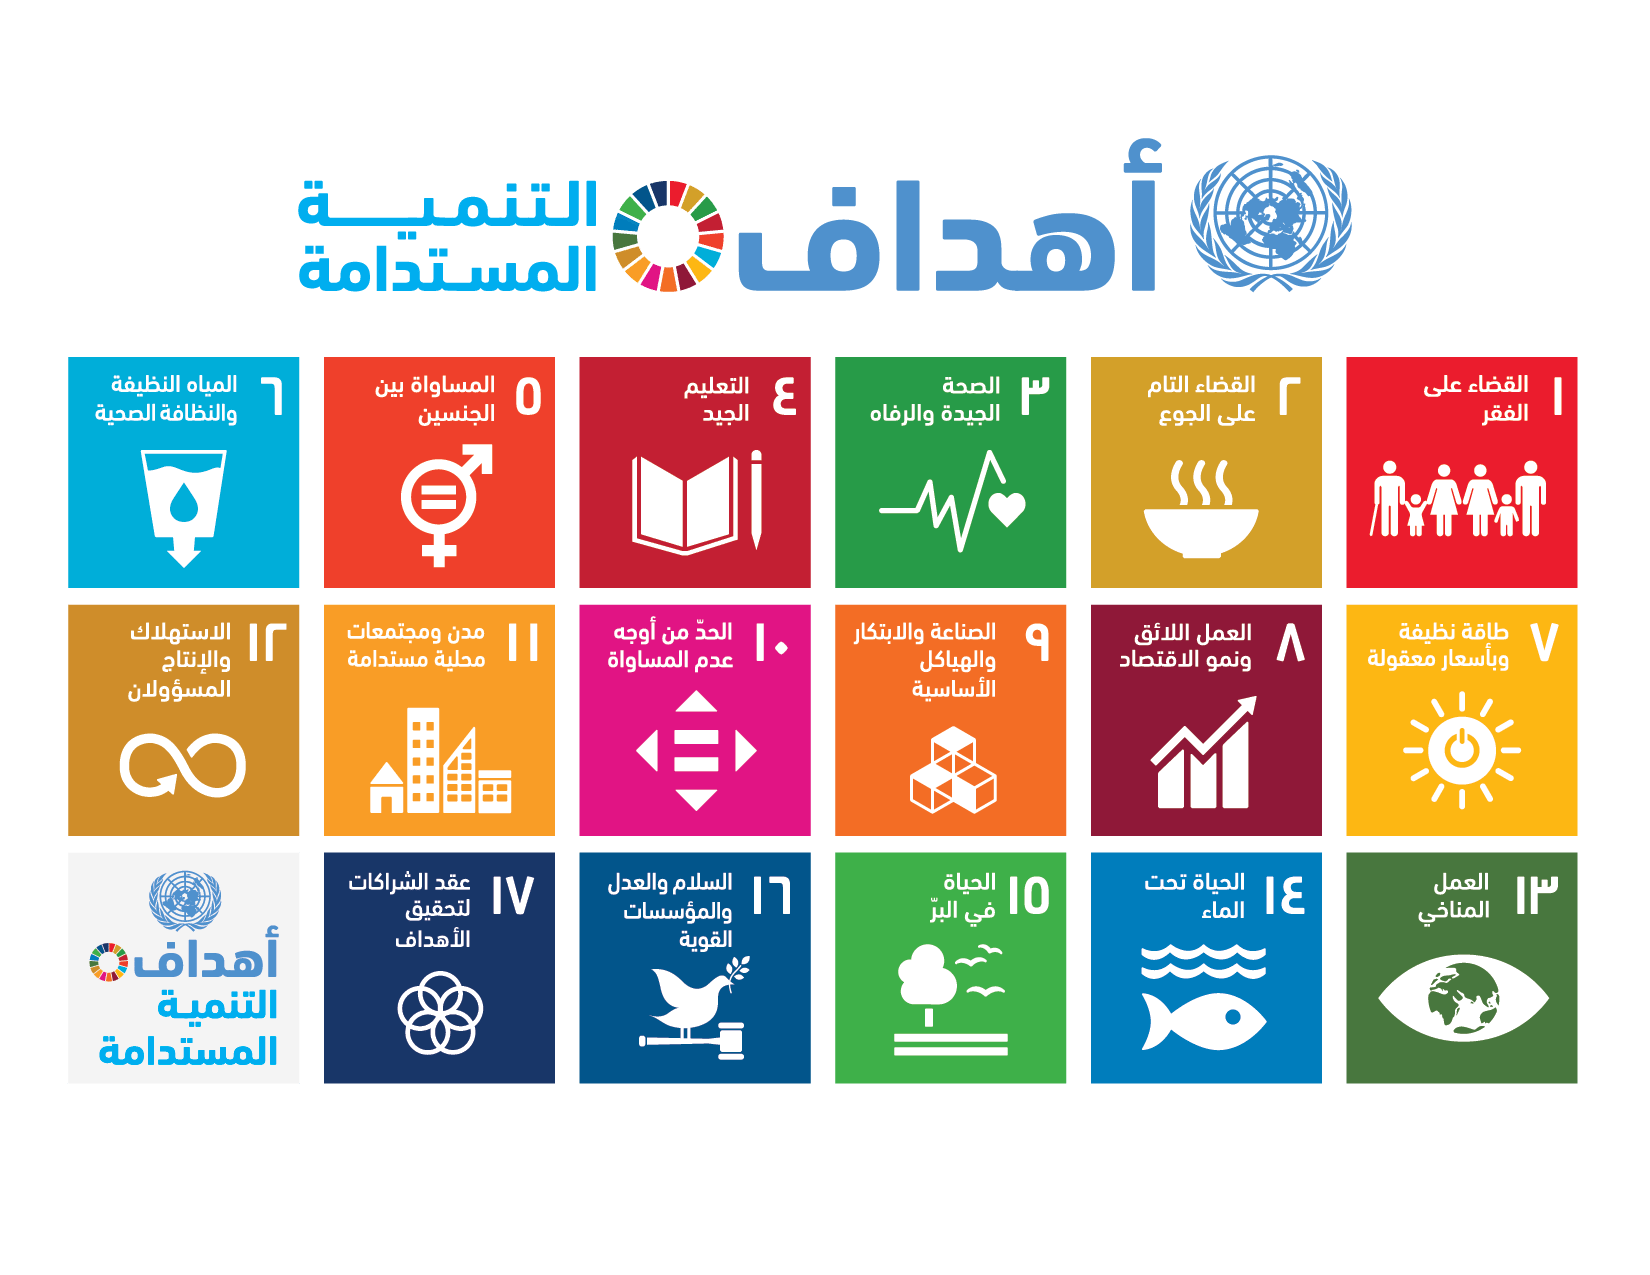 أهداف
التنمية
المستدامة
١
القضاء على
الفقر
٢
القضاء التام
على الجوع
٣
الصحة
الجيدة والرفاه
٤
التعليم
الجيد
٥
المساواة بين
الجنسين
٦
المياه النظيفة
والنظافة الصحية
٧
طاقة نظيفة
وبأسعار معقولة
٨
العمل اللائق
ونمو الاقتصاد
٩
الصناعة والابتكار
والهياكل
الأساسية
١٠
الحدّ من أوجه
عدم المساواة
١١
مدن ومجتمعات
محلية مستدامة
١٢
الاستهلاك
والإنتاج
المسؤولان
١٣
العمل
المناخي
١٤
الحياة تحت
الماء
١٥
الحياة
في البرّ
١٦
السلام والعدل
والمؤسسات
القوية
١٧
عقد الشراكات
لتحقيق
الأهداف
أهداف
التنمية
المستدامة